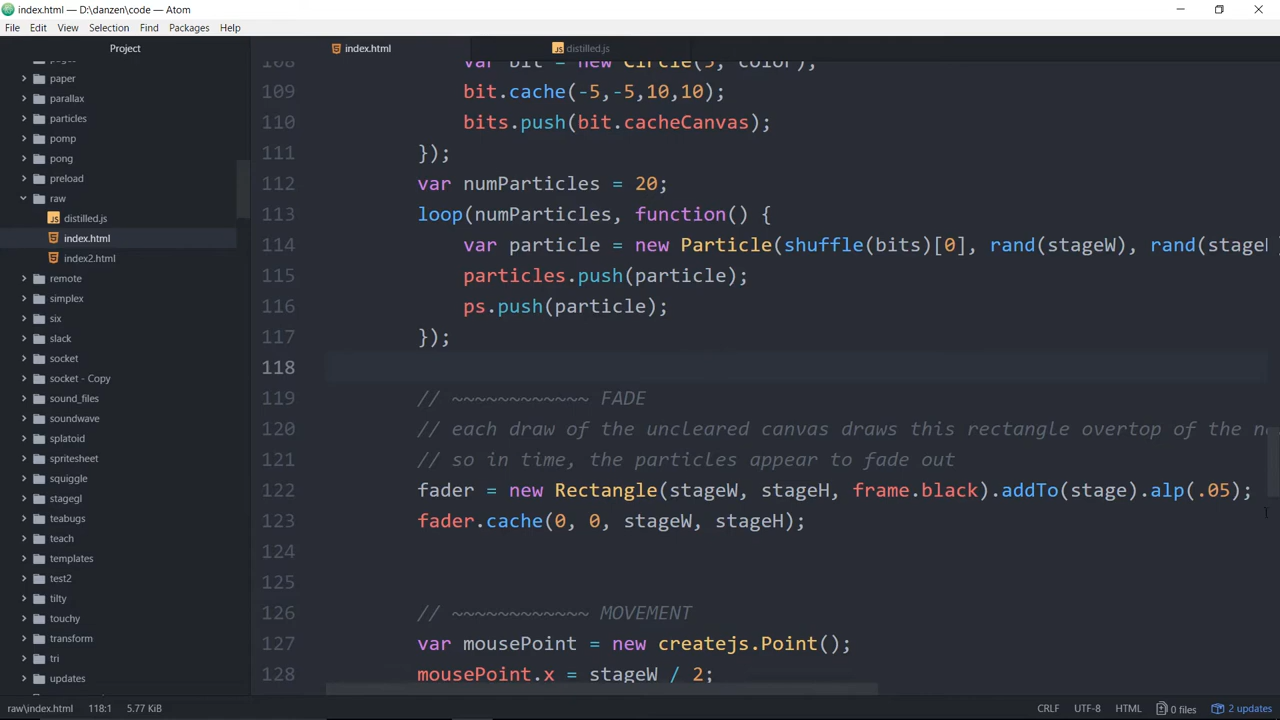 index.html — D:\danzen\code — Atom
File Edit View Selection Find Packages Help
Project
index.html
distilled.js
paper
parallax
particles
pomp
pong
preload
raw
distilled.js
index.html
index2.html
remote
simplex
six
slack
socket
socket - Copy
sound_files
soundwave
splatoid
spritesheet
squiggle
stagegl
teabugs
teach
templates
test2
tilty
touchy
transform
tri
updates
108 var bit = new Circle(5, color);
109 bit.cache(-5,-5,10,10);
110 bits.push(bit.cacheCanvas);
111 });
112 var numParticles = 20;
113 loop(numParticles, function() {
114 var particle = new Particle(shuffle(bits)[0], rand(stageW), rand(stageH
115 particles.push(particle);
116 ps.push(particle);
117 });
118
119 // ~~~~~~~~~~~~ FADE
120 // each draw of the uncleared canvas draws this rectangle overtop of the
121 // so in time, the particles appear to fade out
122 fader = new Rectangle(stageW, stageH, frame.black).addTo(stage).alp(.05);
123 fader.cache(0, 0, stageW, stageH);
124
125
126 // ~~~~~~~~~~~~ MOVEMENT
127 var mousePoint = new createjs.Point();
128 mousePoint.x = stageW / 2;
raw\index.html 118:1 5.77 KiB CRLF UTF-8 HTML 0 files 2 updates